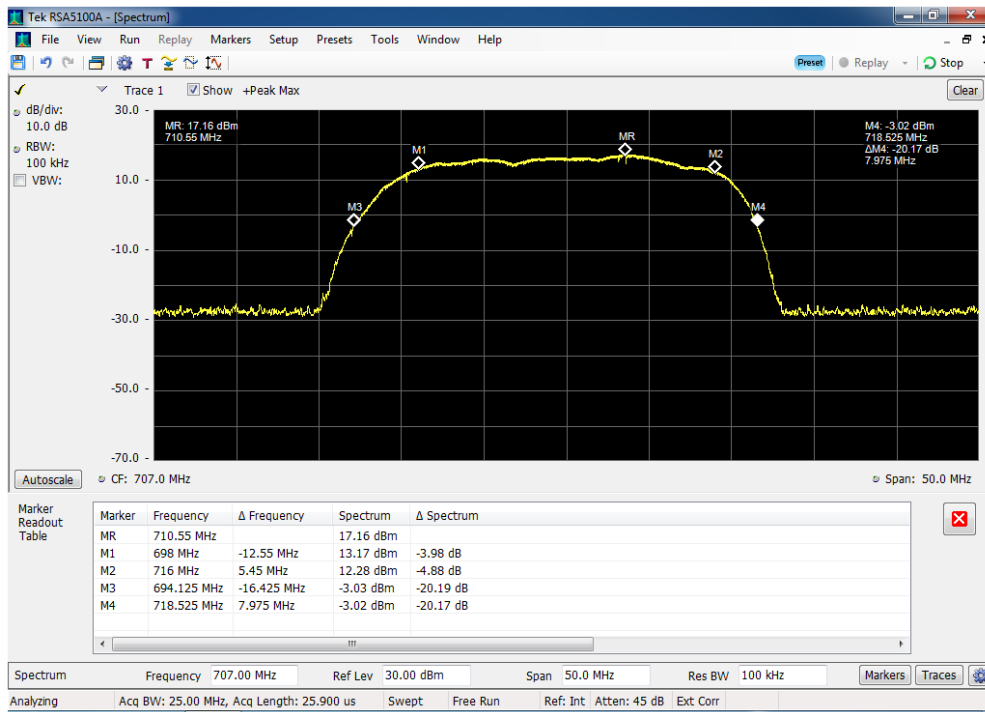 Tek RSA5100A - [Spectrum]
File View Run Replay Markers Setup Presets Tools Window Help
T Preset Replay Stop
Trace 1 Show +Peak Max Clear
dB/div:
10.0 dB
RBW:
100 kHz
VBW:
30.0
10.0
-10.0
-30.0
-50.0
-70.0
MR: 17.16 dBm
710.55 MHz
M4: -3.02 dBm
718.525 MHz
ΔM4: -20.17 dB
7.975 MHz
M1
MR
M2
M3
M4
Autoscale CF: 707.0 MHz Span: 50.0 MHz
Marker
Readout
Table
Marker Frequency Δ Frequency Spectrum Δ Spectrum
MR 710.55 MHz 17.16 dBm
M1 698 MHz -12.55 MHz 13.17 dBm -3.98 dB
M2 716 MHz 5.45 MHz 12.28 dBm -4.88 dB
M3 694.125 MHz -16.425 MHz -3.03 dBm -20.19 dB
M4 718.525 MHz 7.975 MHz -3.02 dBm -20.17 dB
Spectrum Frequency 707.00 MHz Ref Lev 30.00 dBm Span 50.0 MHz Res BW 100 kHz Markers Traces
Analyzing Acq BW: 25.00 MHz, Acq Length: 25.900 us Swept Free Run Ref: Int Atten: 45 dB Ext Corr